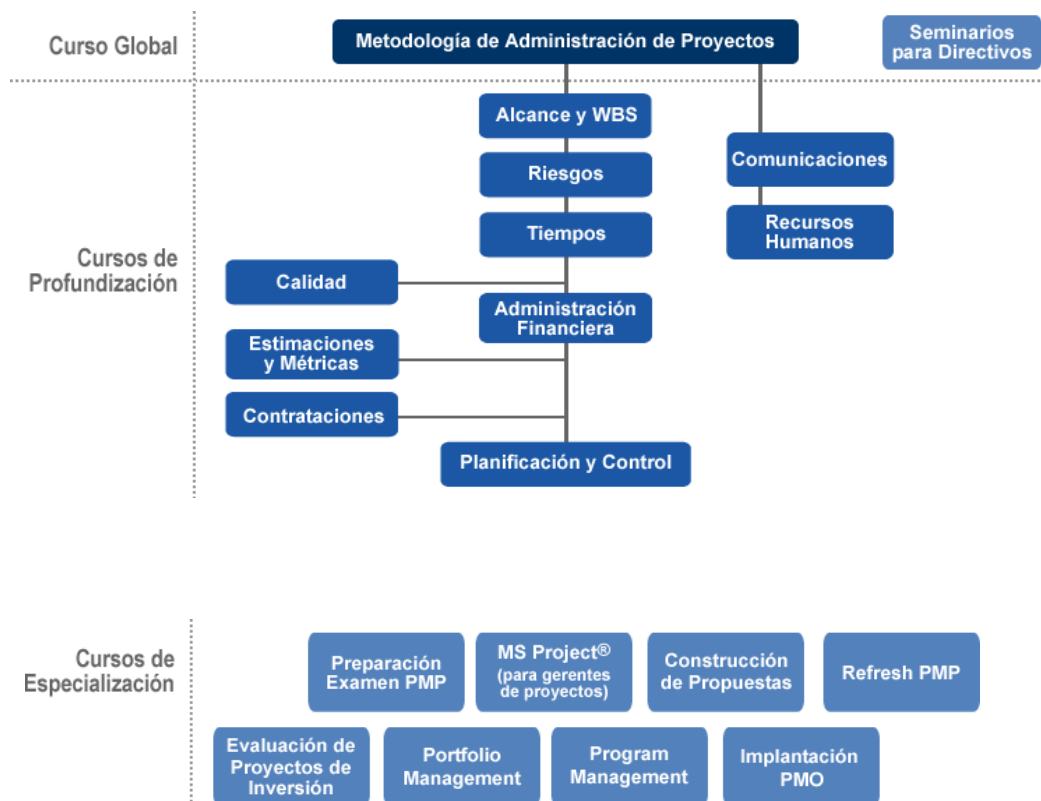 Curso Global
Metodología de Administración de Proyectos
Seminarios
para Directivos
Cursos de
Profundización
Alcance y WBS
Riesgos
Tiempos
Calidad
Administración
Financiera
Estimaciones
y Métricas
Contrataciones
Planificación y Control
Comunicaciones
Recursos
Humanos
Cursos de
Especialización
Preparación
Examen PMP
MS Project®
(para gerentes
de proyectos)
Construcción
de Propuestas
Refresh PMP
Evaluación de
Proyectos de
Inversión
Portfolio
Management
Program
Management
Implantación
PMO